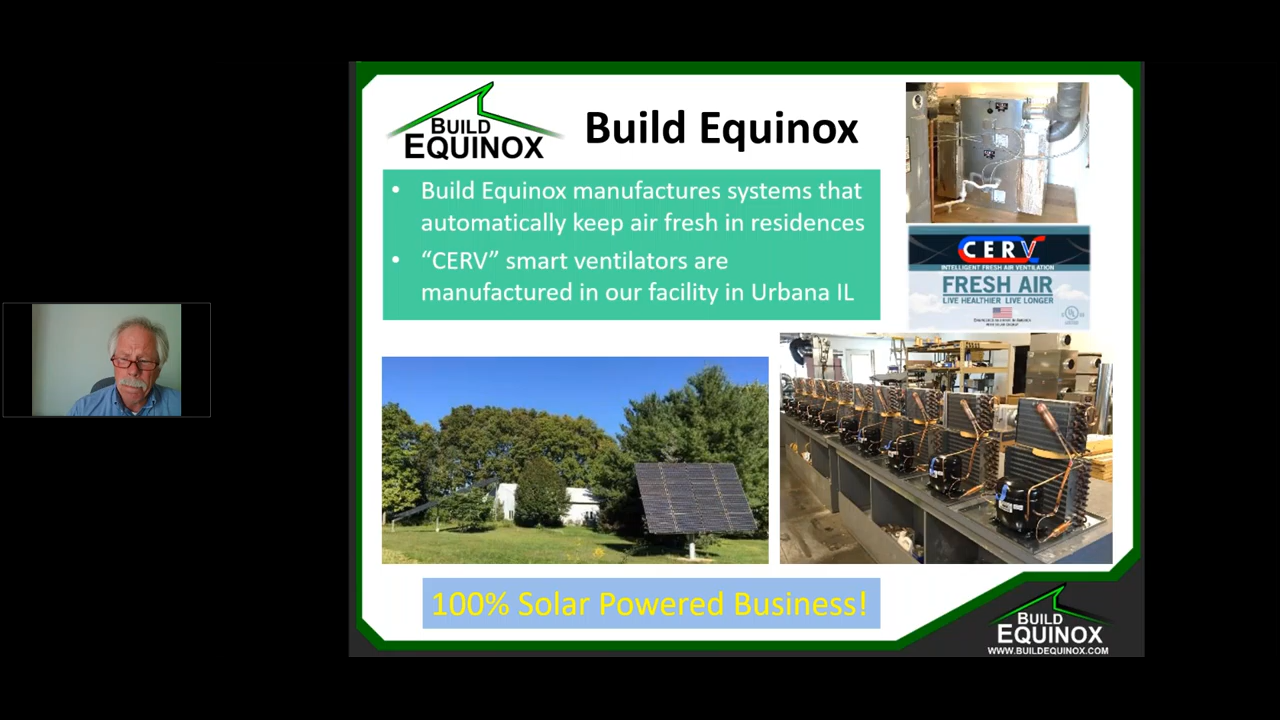 BUILD
EQUINOX
Build Equinox
• Build Equinox manufactures systems that
automatically keep air fresh in residences
• “CERV” smart ventilators are
manufactured in our facility in Urbana IL
CERV
INTELLIGENT FRESH AIR VENTILATION
FRESH AIR
LIVE HEALTHIER LIVE LONGER
100% Solar Powered Business!
BUILD
EQUINOX
WWW.BUILDEQUINOX.COM